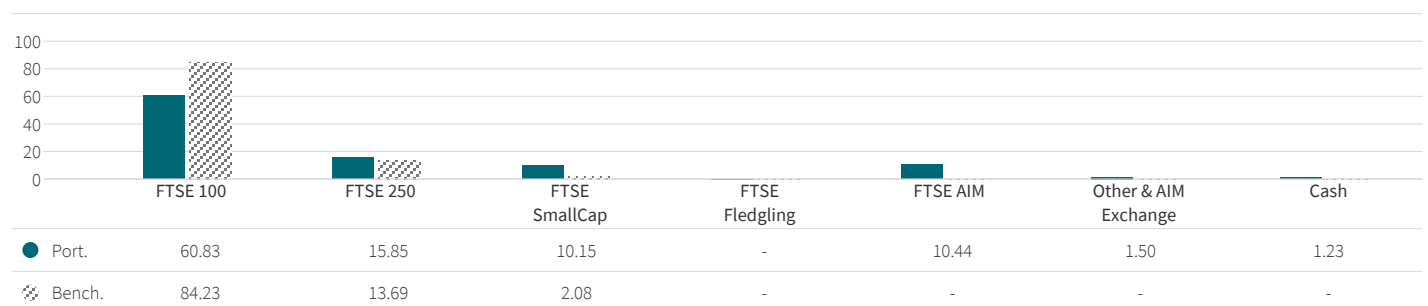 100
80
60
40
20
0
FTSE 100 FTSE 250 FTSE FTSE FTSE AIM Other & AIM Cash
SmallCap Fledgling Exchange
Port. 60.83 15.85 10.15 - 10.44 1.50 1.23
Bench. 84.23 13.69 2.08 - - - -